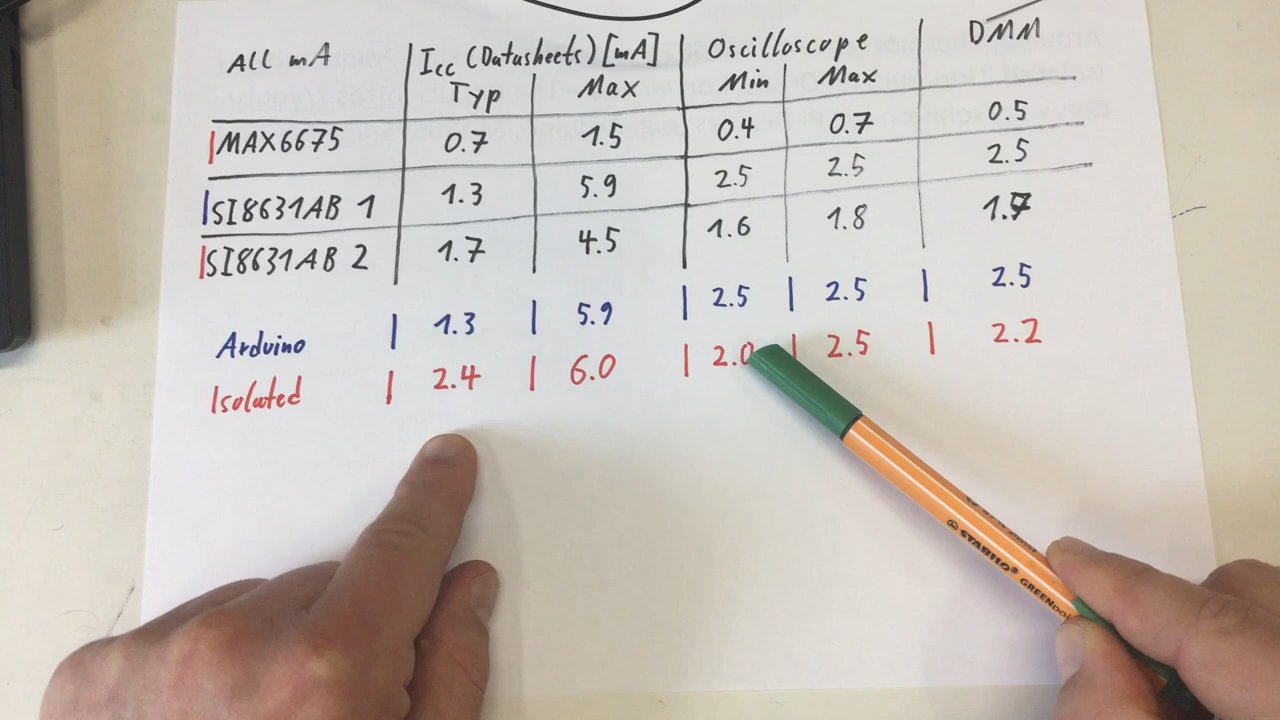 All mA Icc (Datasheets) [mA] Oscilloscope DMM
Typ Max Min Max
MAX6675 0.7 1.5 0.4 0.7 0.5
SI8631AB 1 1.3 5.9 2.5 2.5 2.5
SI8631AB 2 1.7 4.5 1.6 1.8 1.7
Arduino 1.3 5.9 2.5 2.5 2.5
Isolated 2.4 6.0 2.0 2.5 2.2
STABILO® GREENpoi